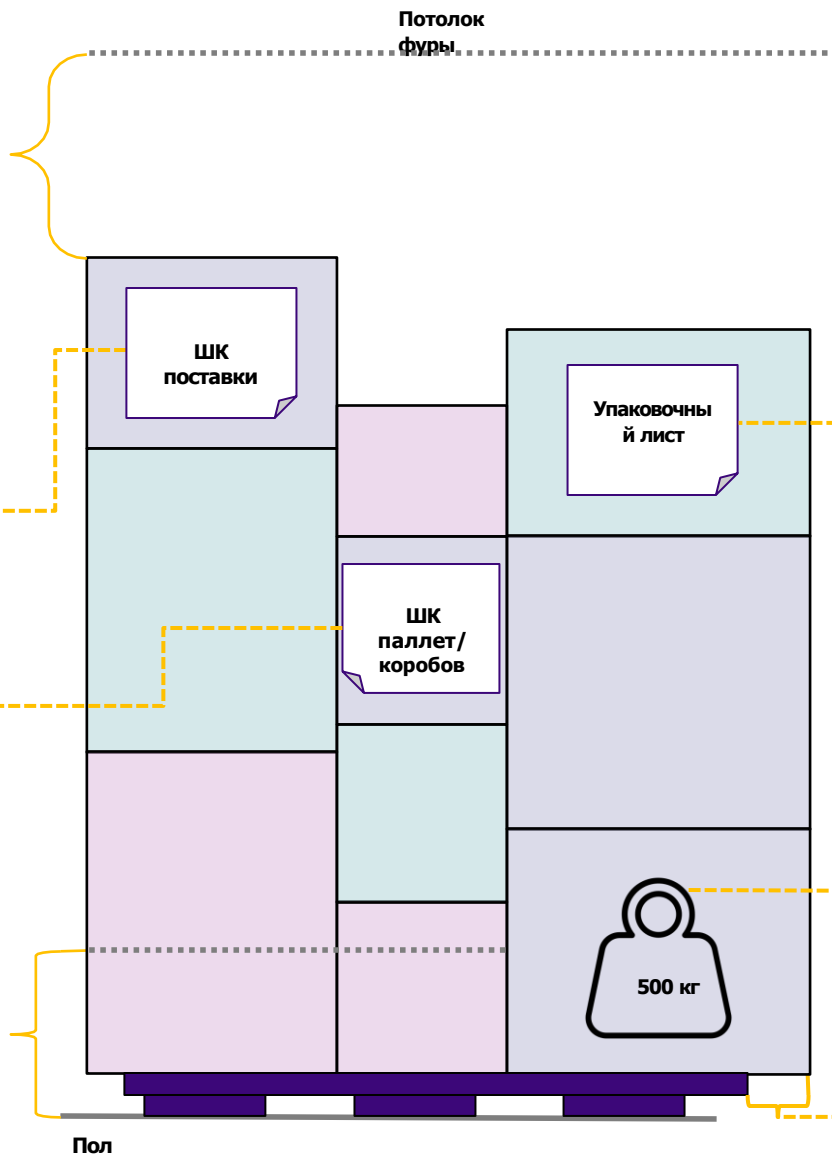 Потолок
фуры
ШК
поставки
Упаковочны
й лист
ШК
паллет/
коробов
500 кг
Пол